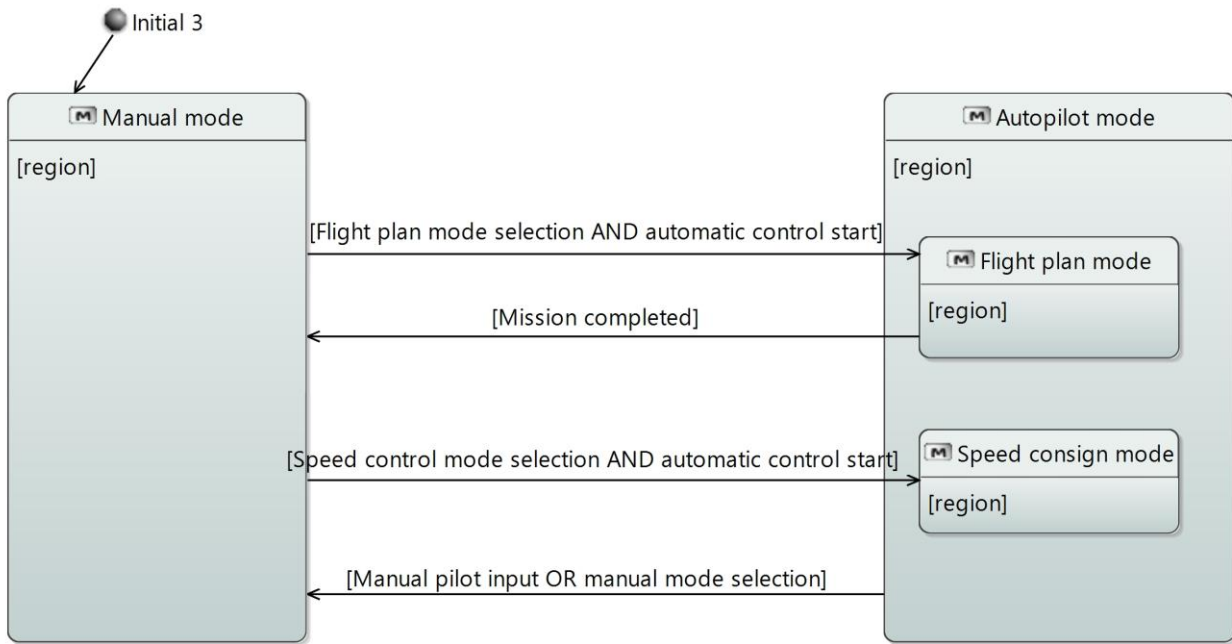 Initial 3
M Manual mode
[region]
M Autopilot mode
[region]
[Flight plan mode selection AND automatic control start]
M Flight plan mode
[region]
[Mission completed]
[Speed control mode selection AND automatic control start]
M Speed consign mode
[region]
[Manual pilot input OR manual mode selection]